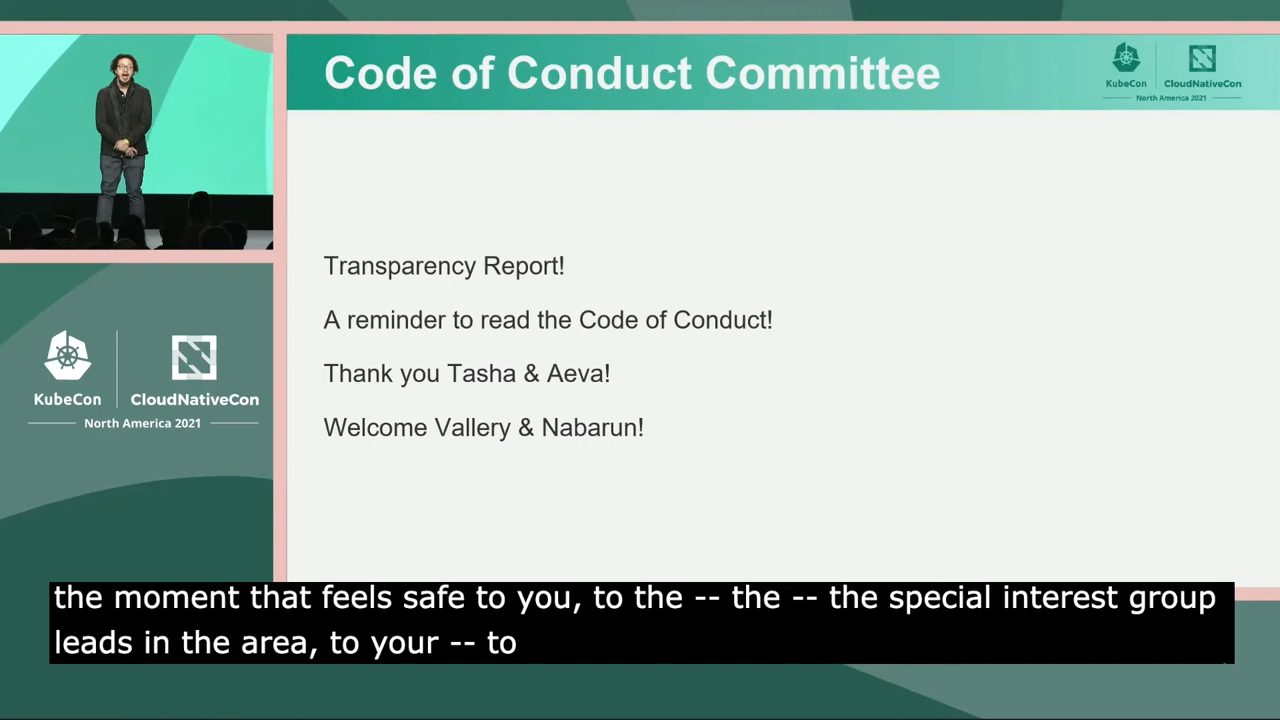 Code of Conduct Committee
KubeCon
CloudNativeCon
North America 2021
Transparency Report!
A reminder to read the Code of Conduct!
Thank you Tasha & Aeva!
Welcome Vallery & Nabarun!
KubeCon
CloudNativeCon
North America 2021
the moment that feels safe to you, to the -- the -- the special interest group
leads in the area, to your -- to